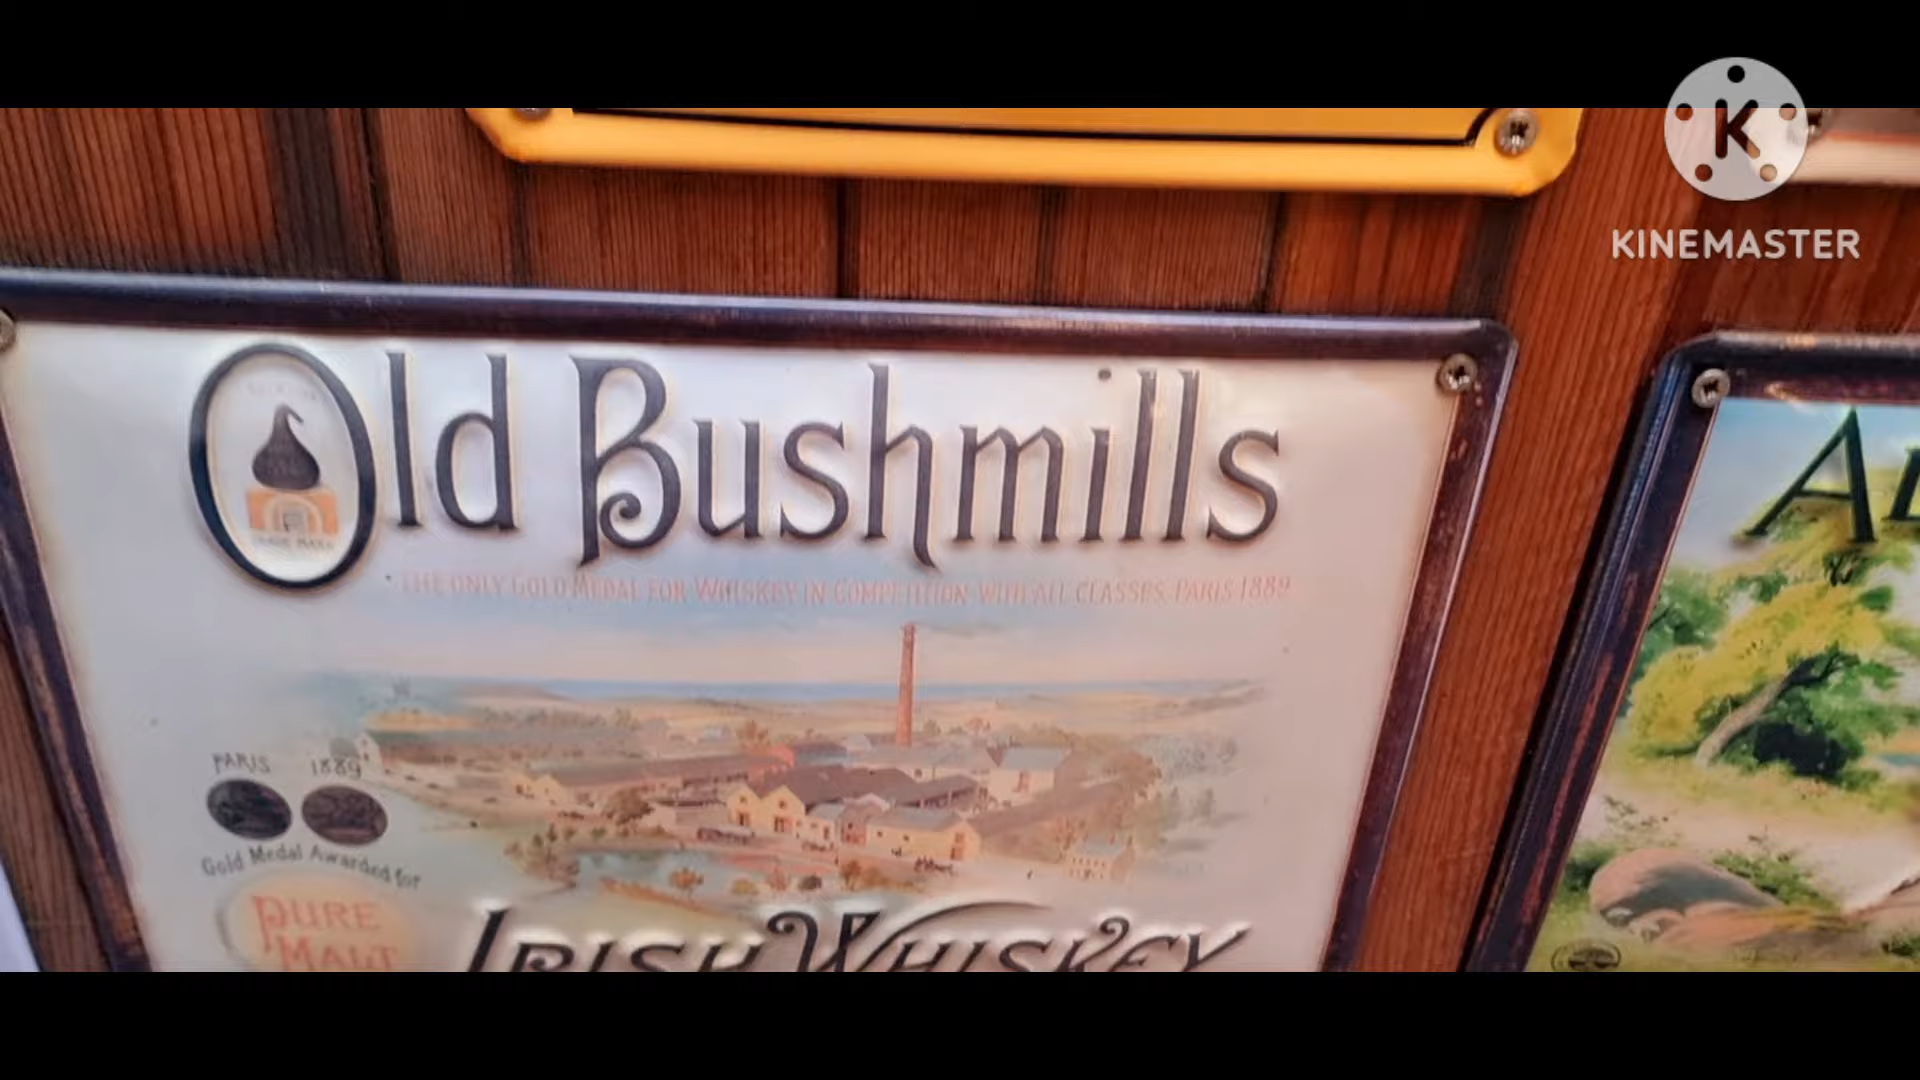 K
KINEMASTER
Old Bushmills
THE ONLY GOLD MEDAL FOR WHISKEY IN COMPETITION WITH ALL CLASSES. PARIS 1889
PARIS 1889
Gold Medal Awarded for
PURE
MALT
IRISH WHISKEY